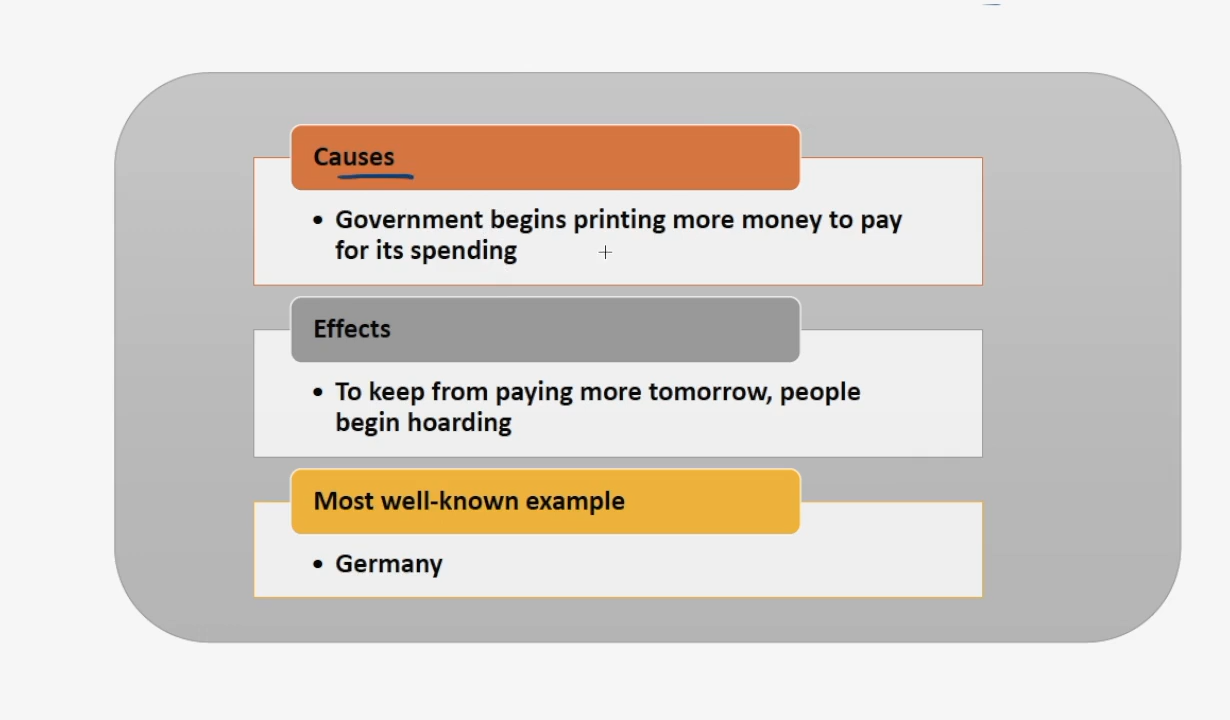 Causes
• Government begins printing more money to pay
for its spending
Effects
• To keep from paying more tomorrow, people
begin hoarding
Most well-known example
• Germany